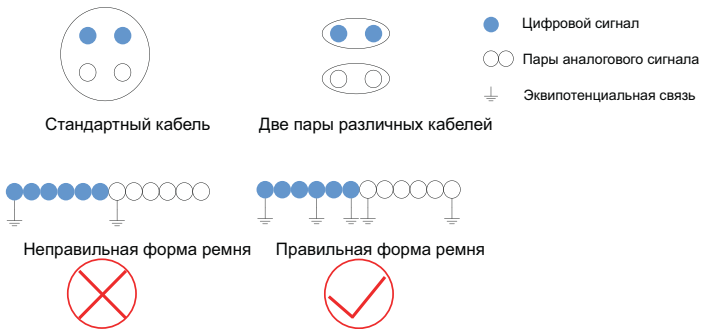 Цифровой сигнал
Пары аналогового сигнала
Эквипотенциальная связь
Стандартный кабель
Две пары различных кабелей
Неправильная форма ремня
Правильная форма ремня